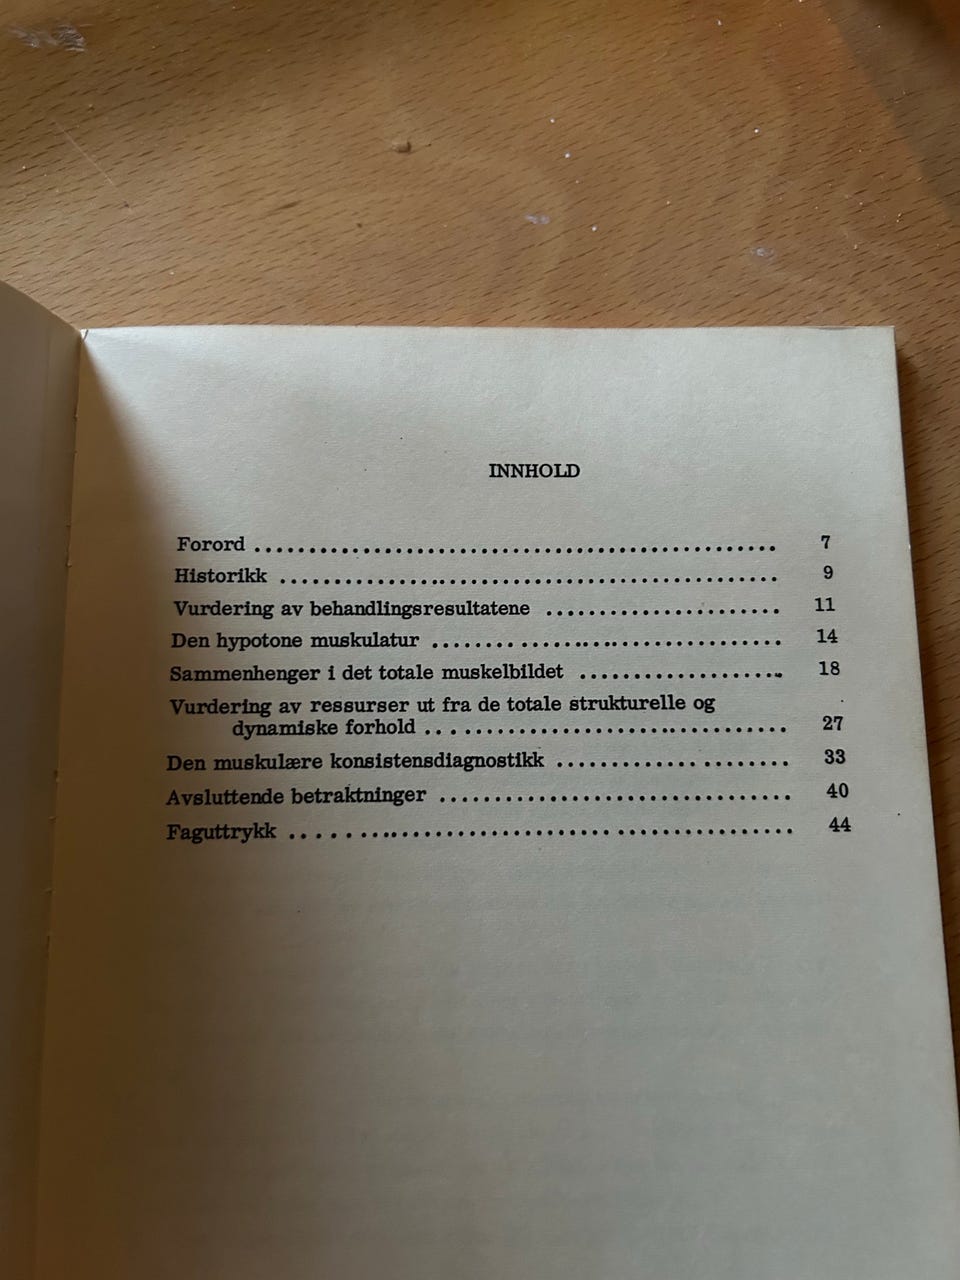 INNHOLD
Forord ................................................ 7
Historikk ............................................. 9
Vurdering av behandlingsresultatene ..................... 11
Den hypotone muskulatur ................................ 14
Sammenhenger i det totale muskelbildet ................... 18
Vurdering av ressurser ut fra de totale strukturelle og
dynamiske forhold .................................. 27
Den muskulære konsistensdiagnostikk ..................... 33
Avsluttende betraktninger ................................ 40
Faguttrykk ............................................. 44